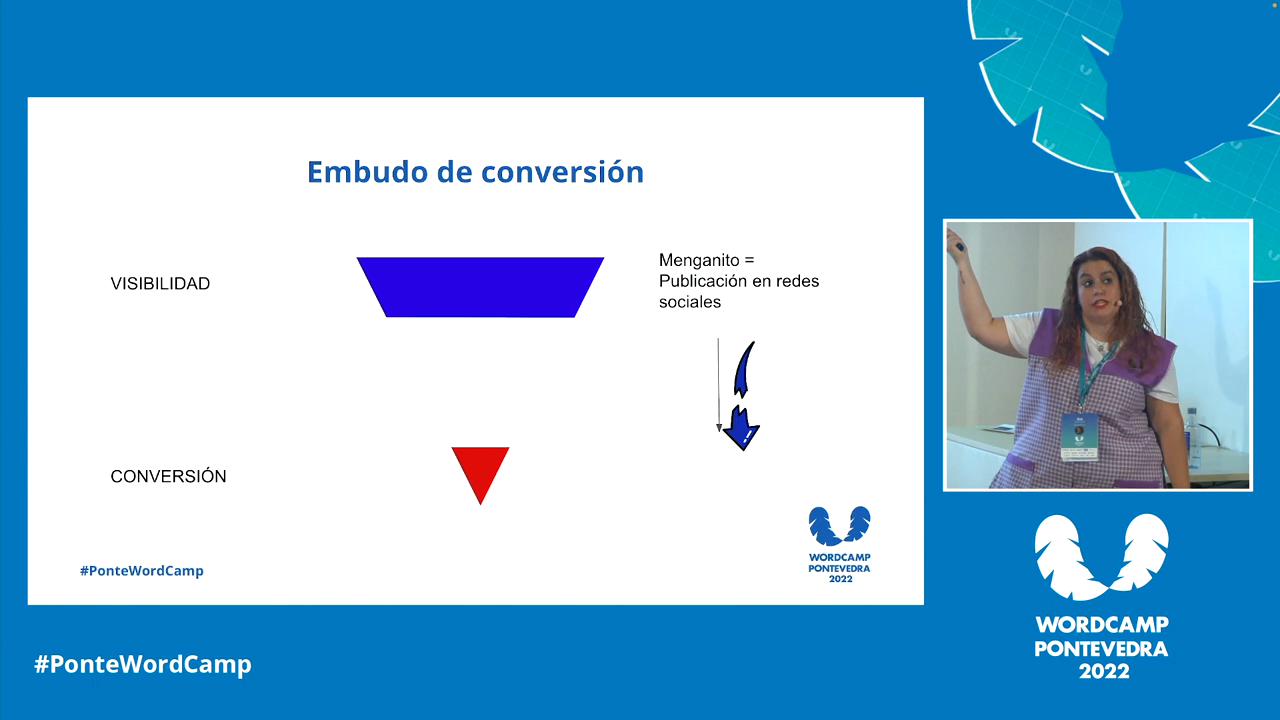 Embudo de conversión
VISIBILIDAD
Menganito =
Publicación en redes
sociales
CONVERSIÓN
#PonteWordCamp
WORDCAMP
PONTEVEDRA
2022
#PonteWordCamp
WORDCAMP
PONTEVEDRA
2022